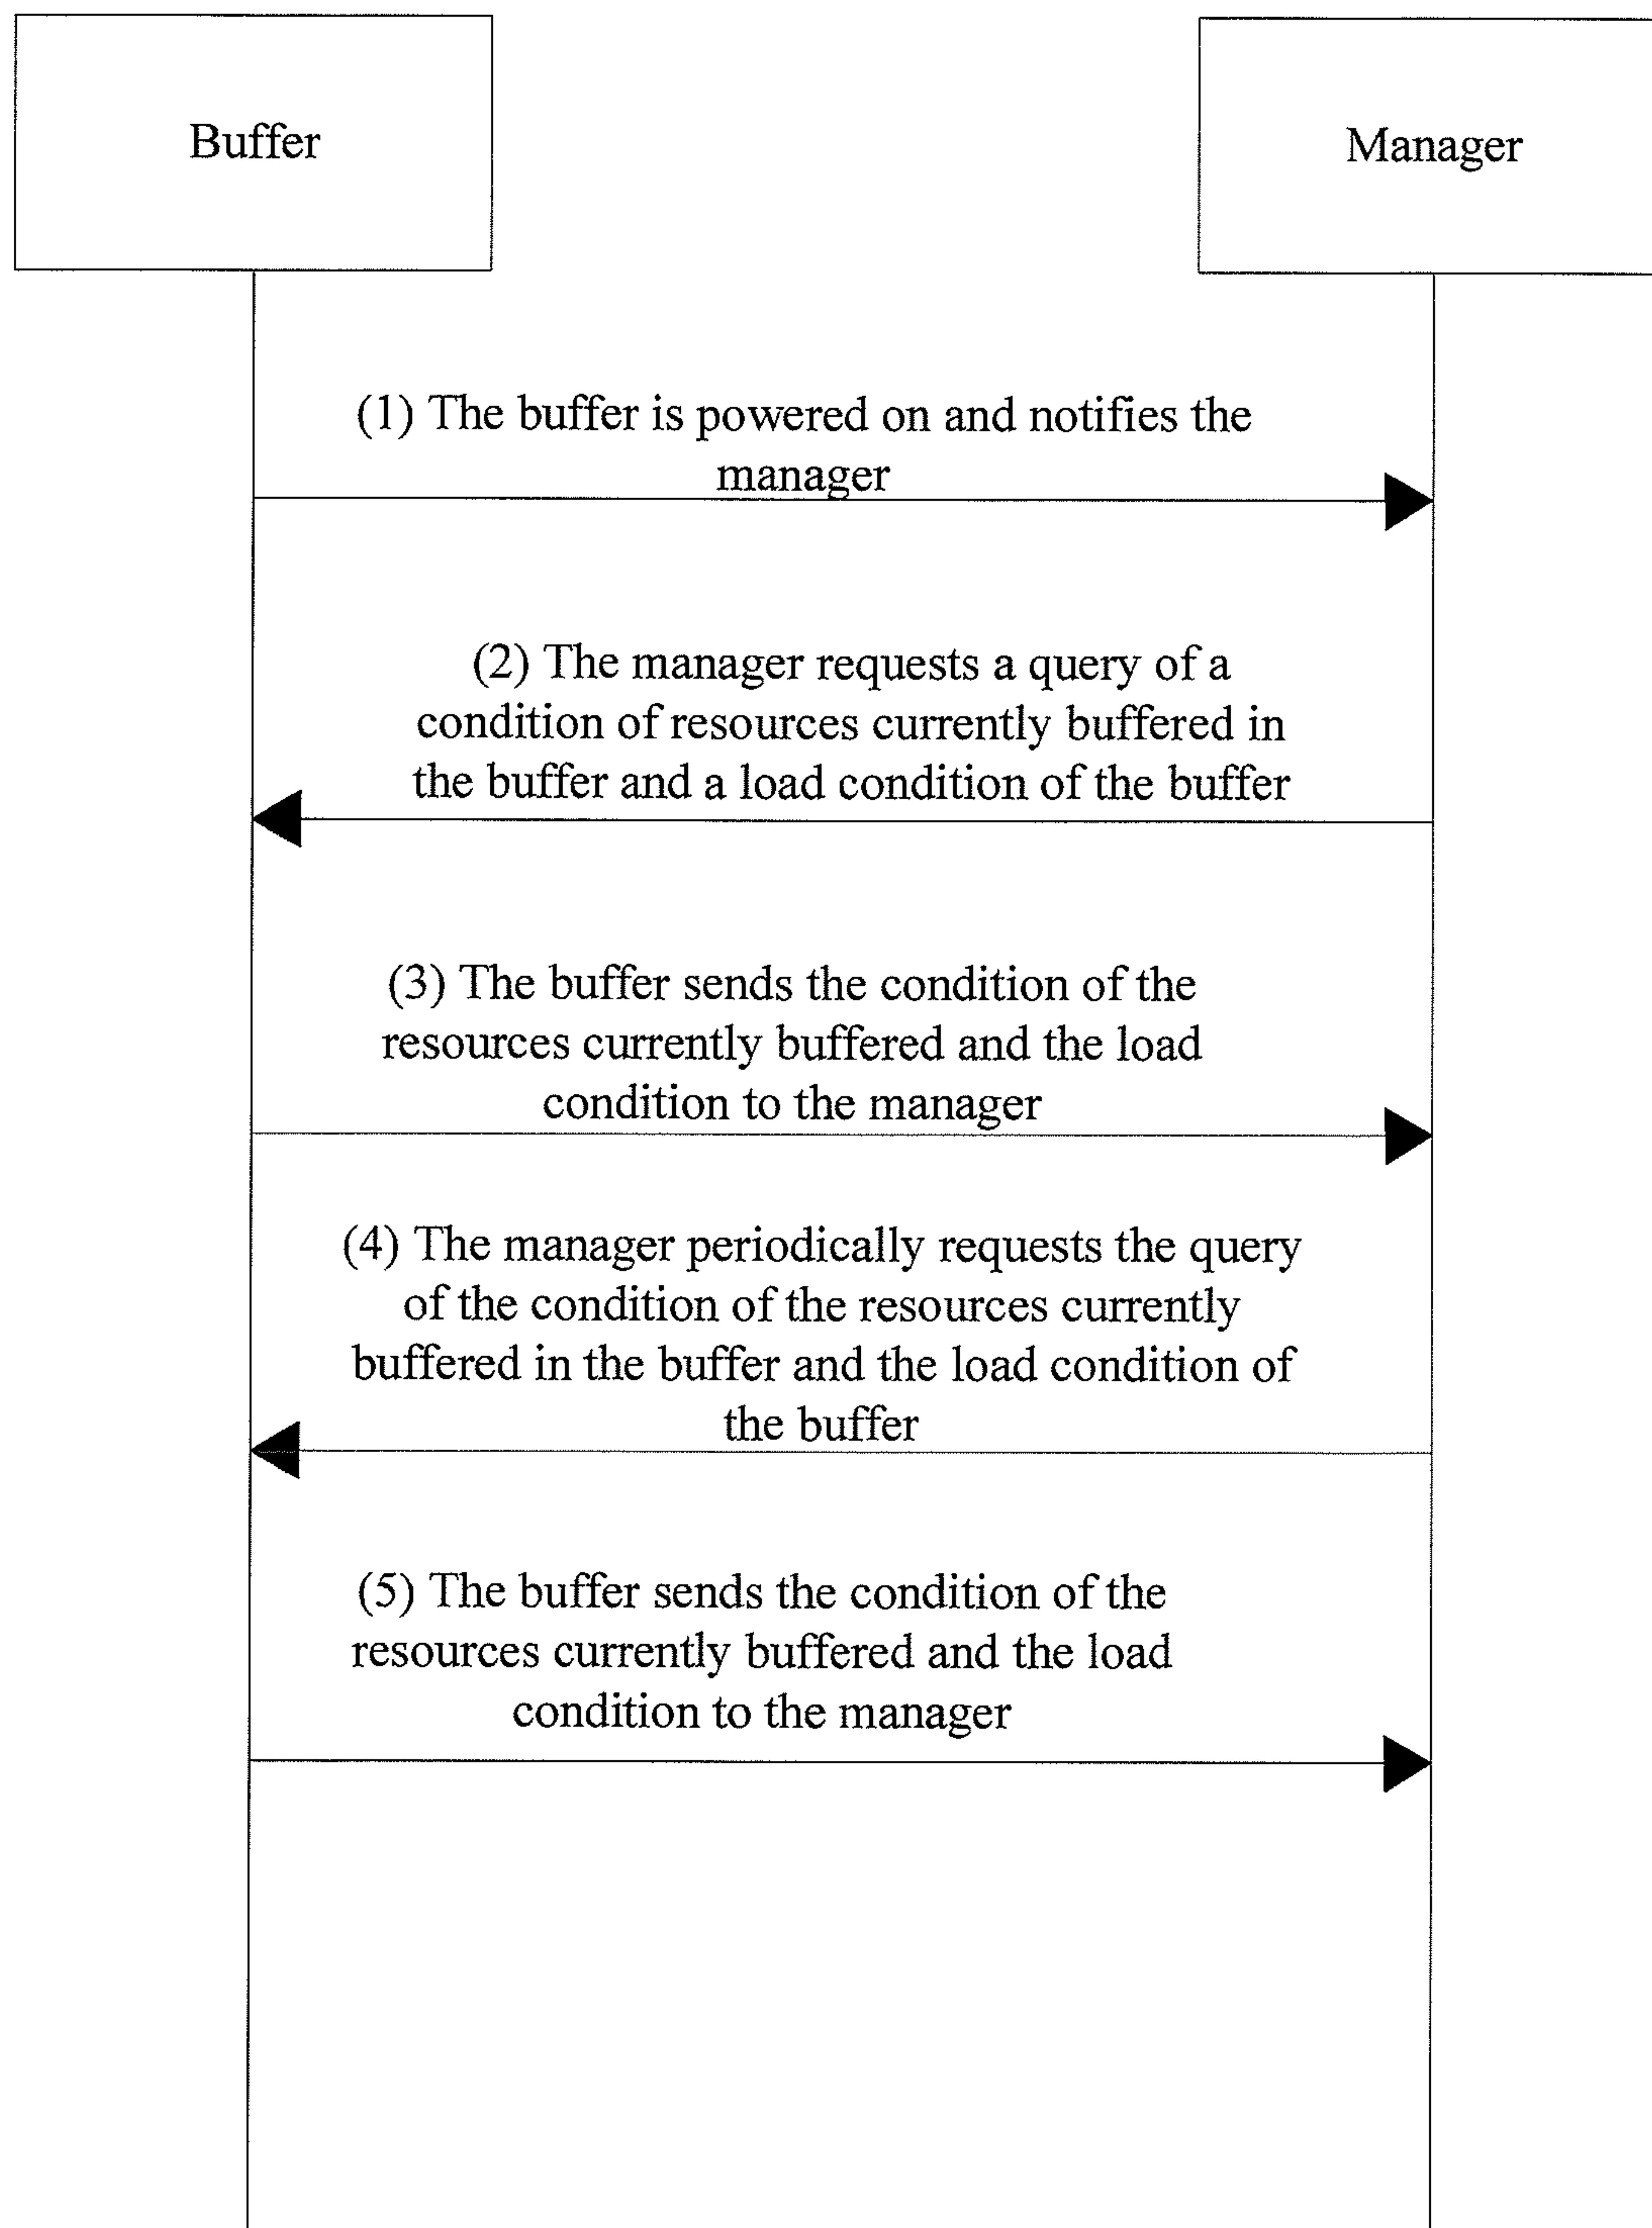 Buffer
Manager
(1) The buffer is powered on and notifies the
manager
(2) The manager requests a query of a
condition of resources currently buffered in
the buffer and a load condition of the buffer
(3) The buffer sends the condition of the
resources currently buffered and the load
condition to the manager
(4) The manager periodically requests the query
of the condition of the resources currently
buffered in the buffer and the load condition of
the buffer
(5) The buffer sends the condition of the
resources currently buffered and the load
condition to the manager